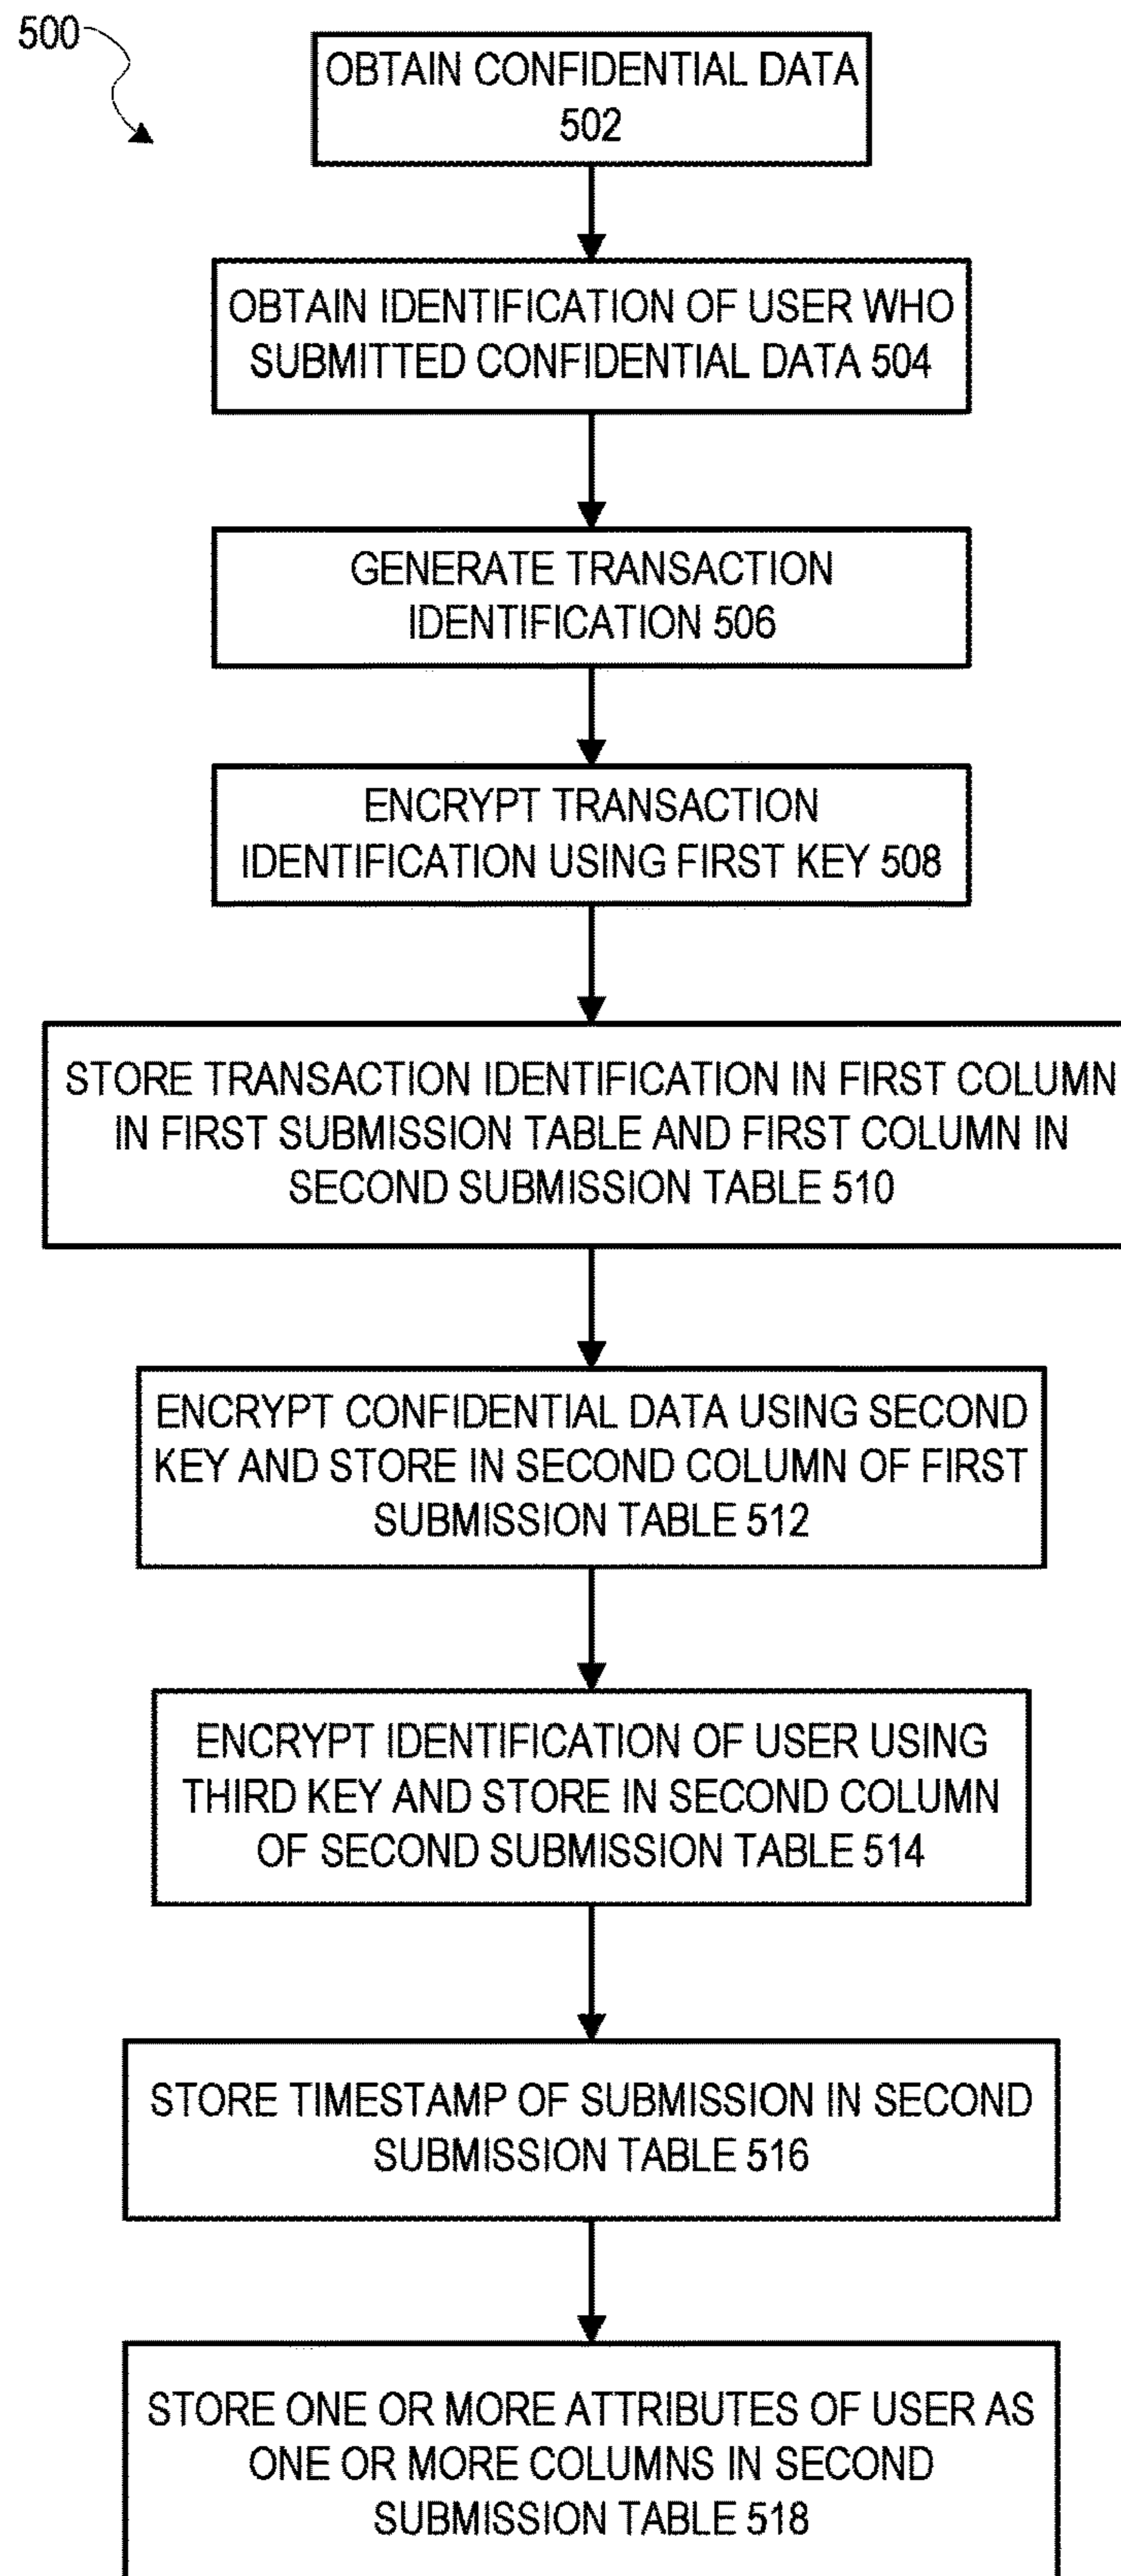 500
OBTAIN CONFIDENTIAL DATA
502
OBTAIN IDENTIFICATION OF USER WHO
SUBMITTED CONFIDENTIAL DATA 504
GENERATE TRANSACTION
IDENTIFICATION 506
ENCRYPT TRANSACTION
IDENTIFICATION USING FIRST KEY 508
STORE TRANSACTION IDENTIFICATION IN FIRST COLUMN
IN FIRST SUBMISSION TABLE AND FIRST COLUMN IN
SECOND SUBMISSION TABLE 510
ENCRYPT CONFIDENTIAL DATA USING SECOND
KEY AND STORE IN SECOND COLUMN OF FIRST
SUBMISSION TABLE 512
ENCRYPT IDENTIFICATION OF USER USING
THIRD KEY AND STORE IN SECOND COLUMN
OF SECOND SUBMISSION TABLE 514
STORE TIMESTAMP OF SUBMISSION IN SECOND
SUBMISSION TABLE 516
STORE ONE OR MORE ATTRIBUTES OF USER AS
ONE OR MORE COLUMNS IN SECOND
SUBMISSION TABLE 518